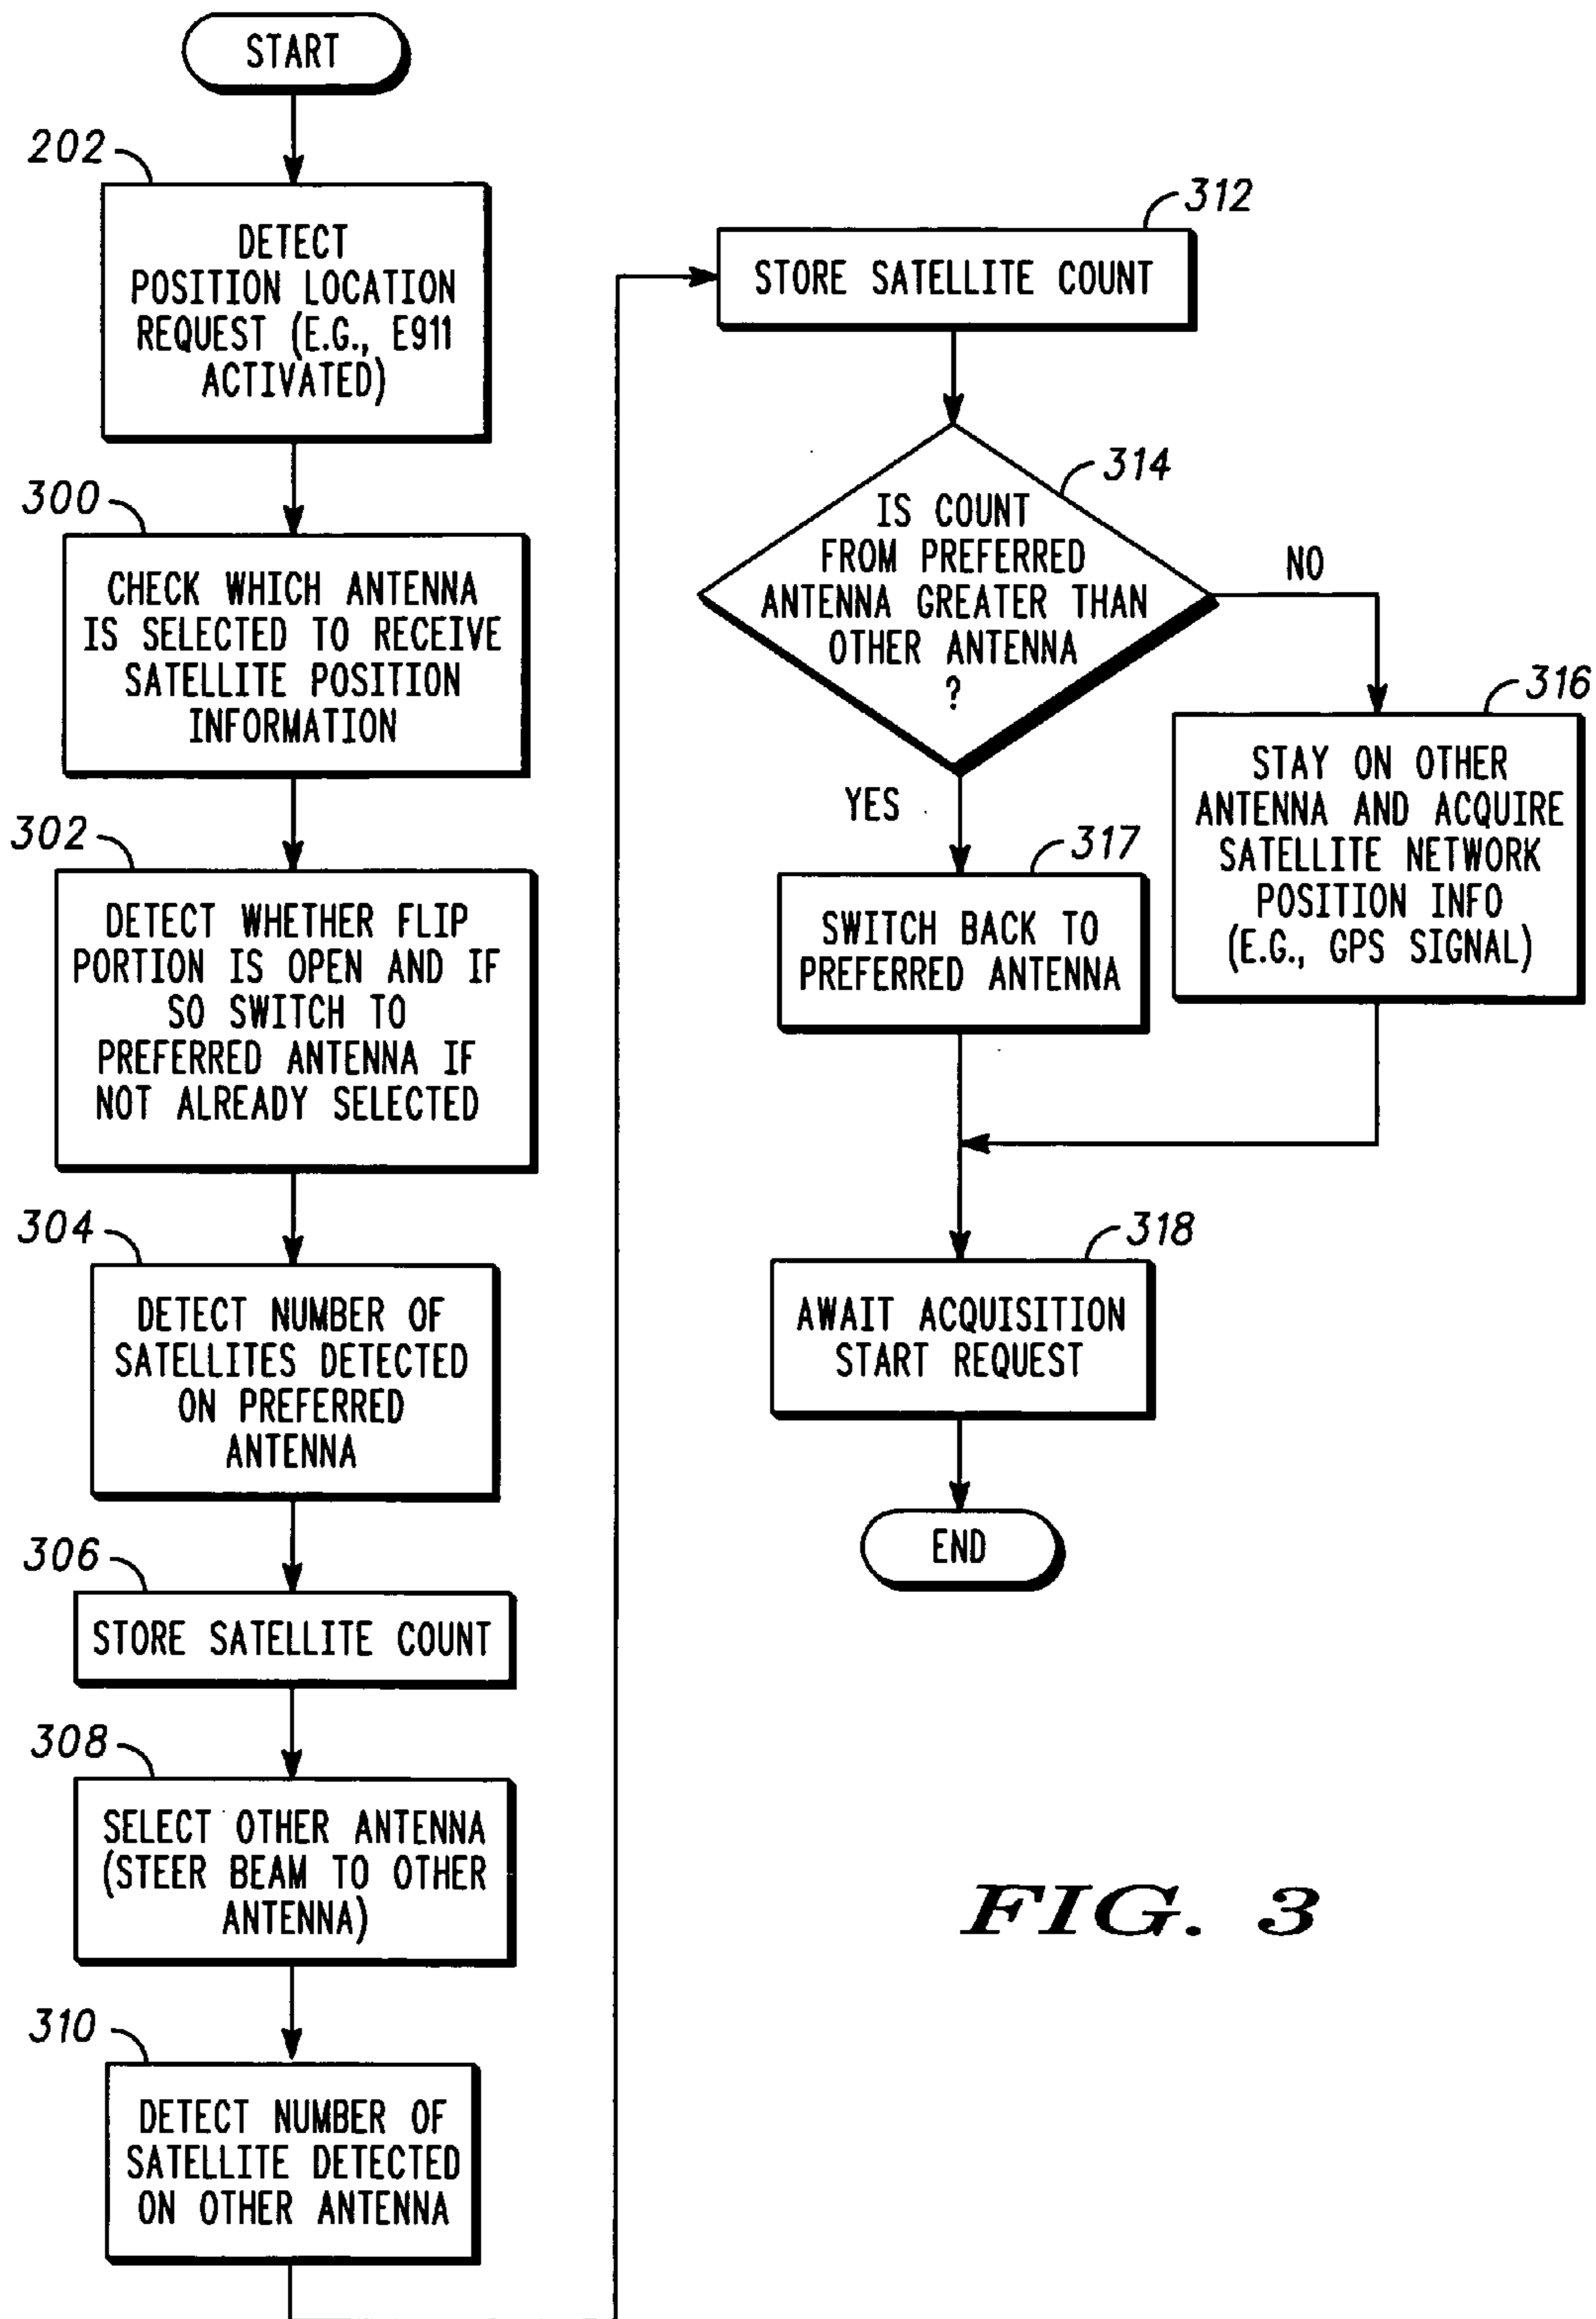 START
202
DETECT
POSITION LOCATION
REQUEST (E.G., E911
ACTIVATED)
300
CHECK WHICH ANTENNA
IS SELECTED TO RECEIVE
SATELLITE POSITION
INFORMATION
302
DETECT WHETHER FLIP
PORTION IS OPEN AND IF
SO SWITCH TO
PREFERRED ANTENNA IF
NOT ALREADY SELECTED
304
DETECT NUMBER OF
SATELLITES DETECTED
ON PREFERRED
ANTENNA
306
STORE SATELLITE COUNT
308
SELECT OTHER ANTENNA
(STEER BEAM TO OTHER
ANTENNA)
310
DETECT NUMBER OF
SATELLITE DETECTED
ON OTHER ANTENNA
312
STORE SATELLITE COUNT
314
IS COUNT
FROM PREFERRED
ANTENNA GREATER THAN
OTHER ANTENNA
?
NO
YES
316
STAY ON OTHER
ANTENNA AND ACQUIRE
SATELLITE NETWORK
POSITION INFO
(E.G., GPS SIGNAL)
317
SWITCH BACK TO
PREFERRED ANTENNA
318
AWAIT ACQUISITION
START REQUEST
END
FIG. 3